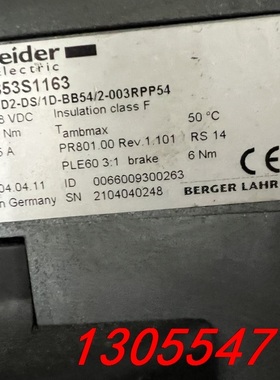 eider
lectric
S53S1163
D2-DS/1D-BB54/2-003RPP54
8 VDC Insulation class F
Nm Tambmax 50 °C
A PR801.00 Rev.1.101 RS 14
PLE60 3:1 brake 6 Nm
04.04.11 ID 0066009300263
n Germany SN 2104040248
CE
BERGER LAHR
1305547